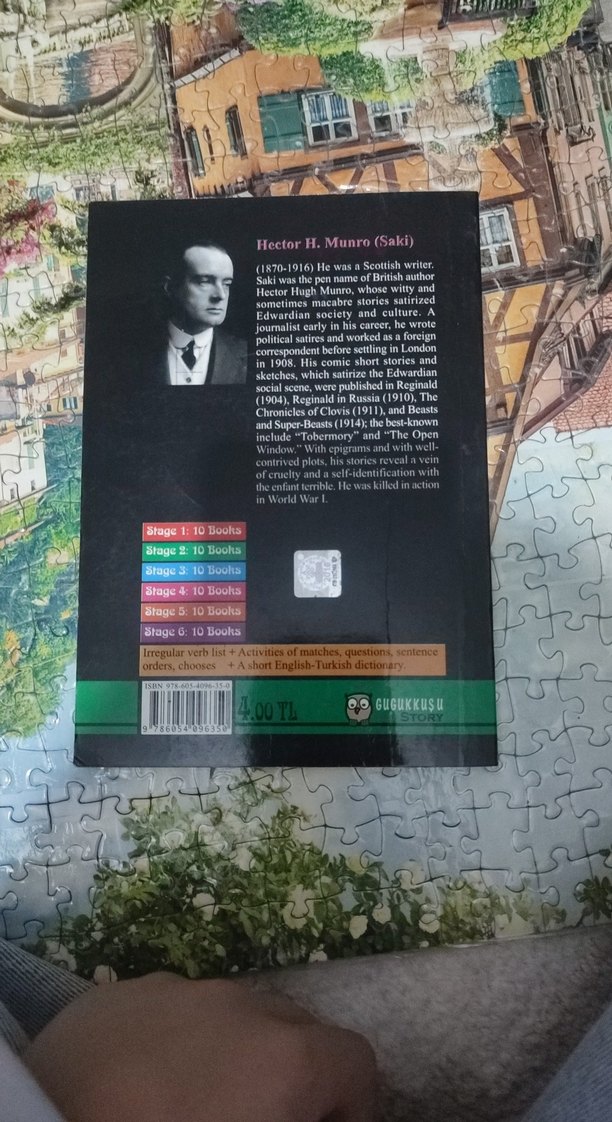 Hector H. Munro (Saki)
(1870-1916) He was a Scottish writer.
Saki was the pen name of British author
Hector Hugh Munro, whose witty and
sometimes macabre stories satirized
Edwardian society and culture. A
journalist early in his career, he wrote
political satires and worked as a foreign
correspondent before settling in London
in 1908. His comic short stories and
sketches, which satirize the Edwardian
social scene, were published in Reginald
(1904), Reginald in Russia (1910), The
Chronicles of Clovis (1911), and Beasts
and Super-Beasts (1914); the best-known
include “Tobermory” and “The Open
Window.” With epigrams and with well-
contrived plots, his stories reveal a vein
of cruelty and a self-identification with
the enfant terrible. He was killed in action
in World War I.
Stage 1: 10 Books
Stage 2: 10 Books
Stage 3: 10 Books
Stage 4: 10 Books
Stage 5: 10 Books
Stage 6: 10 Books
Irregular verb list + Activities of matches, questions, sentence
orders, chooses + A short English-Turkish dictionary.
ISBN 978-605-4096-35-0
9 786054 096350
4.00 TL
GUGUKKUŞU
STORY